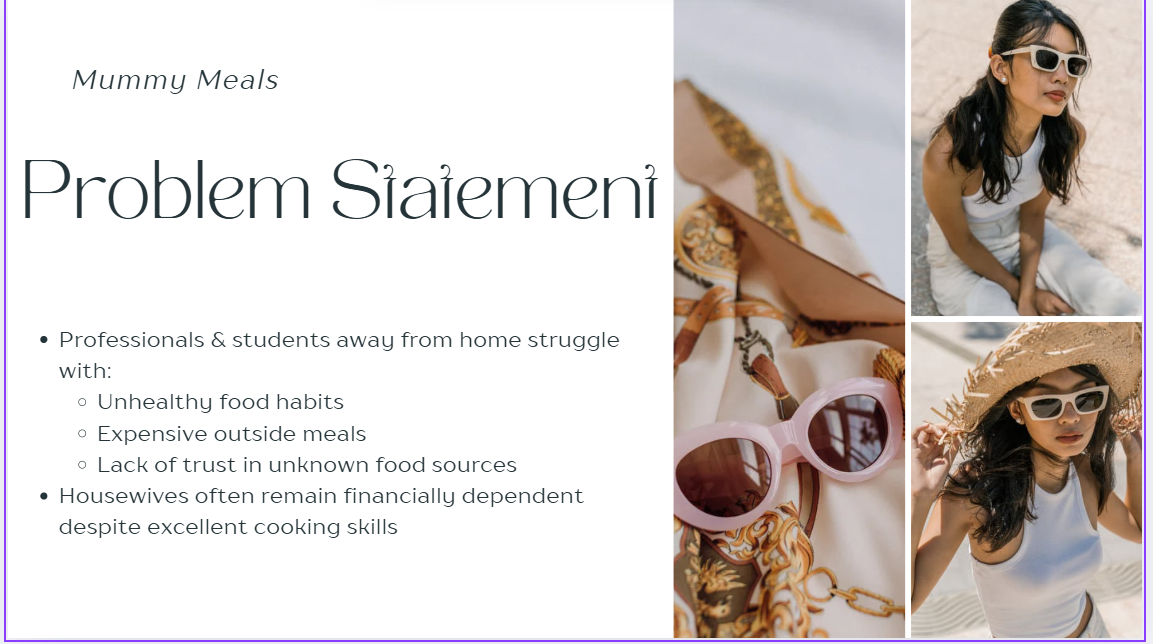 Mummy Meals
Problem Statement
• Professionals & students away from home struggle
with:
○ Unhealthy food habits
○ Expensive outside meals
○ Lack of trust in unknown food sources
• Housewives often remain financially dependent
despite excellent cooking skills